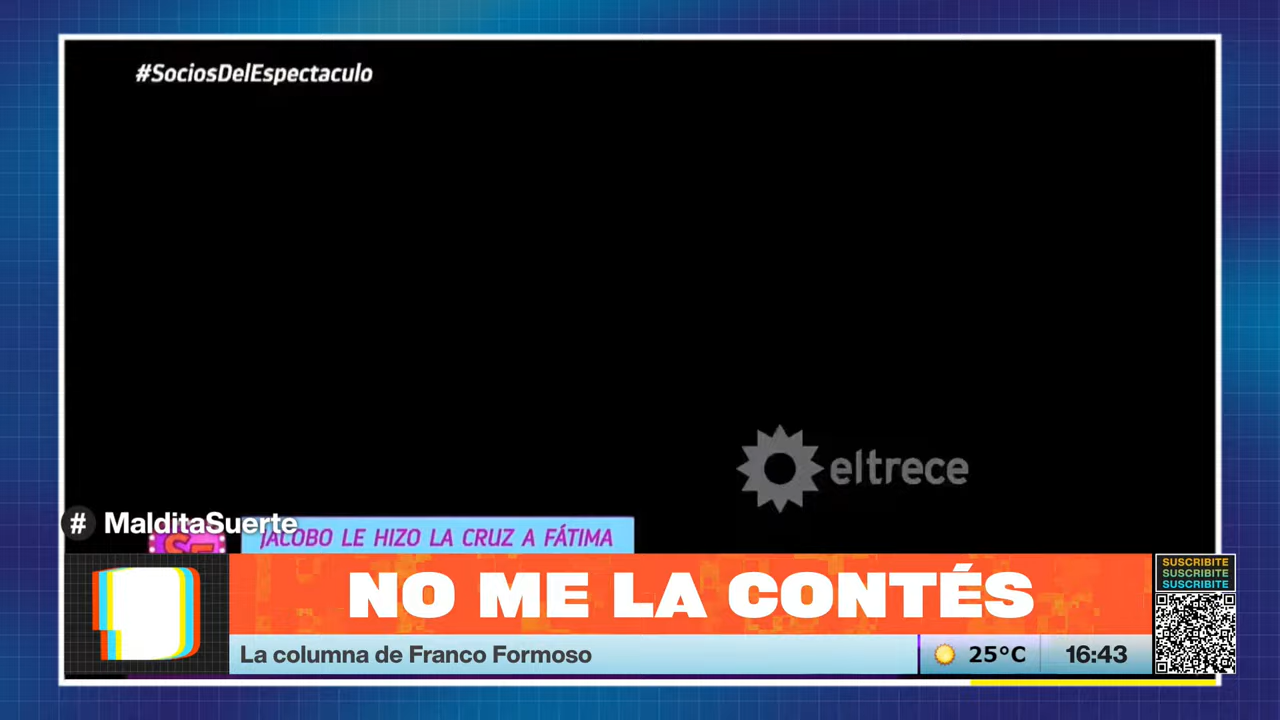 #SociosDelEspectaculo
eltrece
# MalditaSuerte
JACOBO LE HIZO LA CRUZ A FÁTIMA
NO ME LA CONTÉS
SUSCRIBITE
SUSCRIBITE
SUSCRIBITE
La columna de Franco Formoso
25°C
16:43